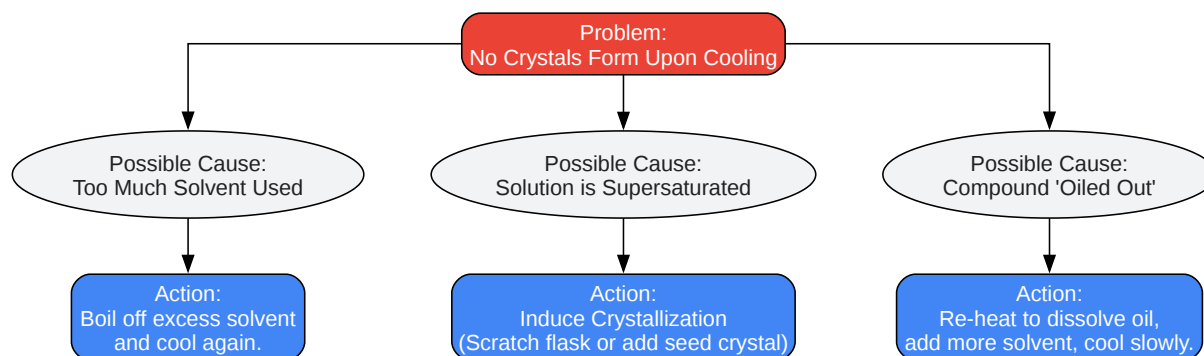 Problem:
No Crystals Form Upon Cooling
Possible Cause:
Too Much Solvent Used
Possible Cause:
Solution is Supersaturated
Possible Cause:
Compound 'Oiled Out'
Action:
Boil off excess solvent
and cool again.
Action:
Induce Crystallization
(Scratch flask or add seed crystal)
Action:
Re-heat to dissolve oil,
add more solvent, cool slowly.